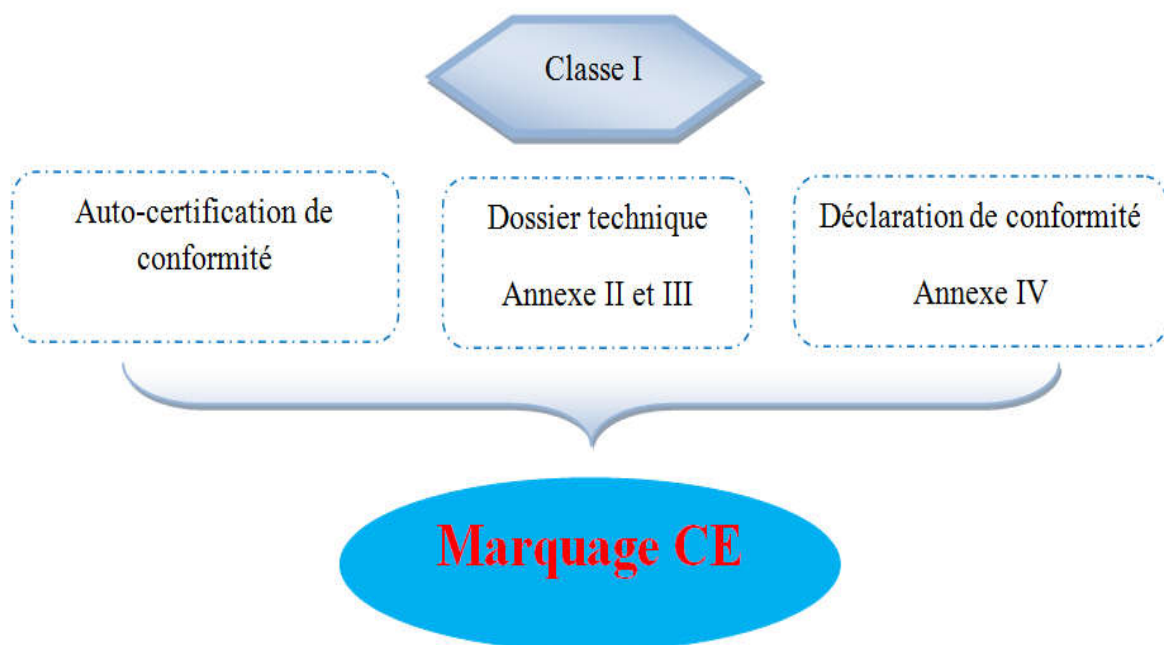 Classe I
Auto-certification de
conformité
Dossier technique
Annexe II et III
Déclaration de conformité
Annexe IV
Marquage CE